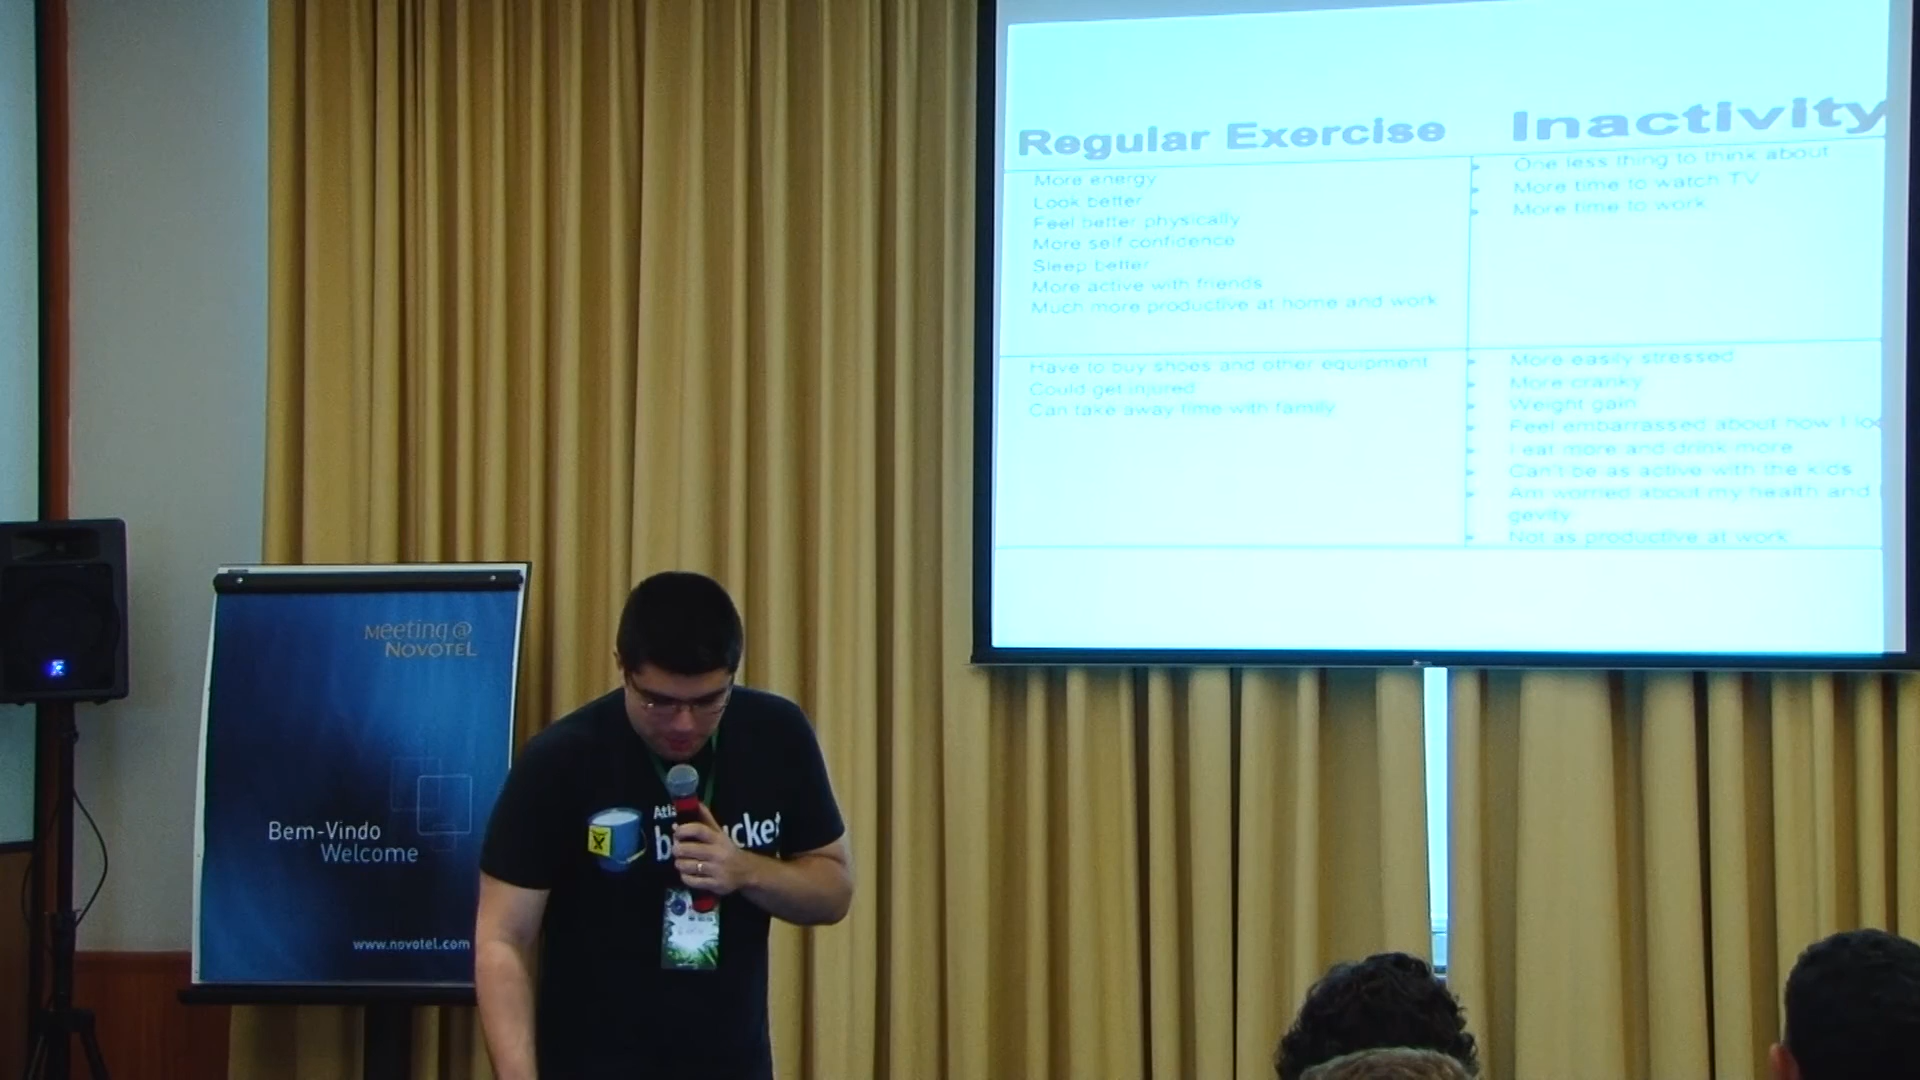 Regular Exercise
Inactivity
More energy
Look better
Feel better physically
More self confidence
Sleep better
More active with friends
Much more productive at home and work
One less thing to think about
More time to watch TV
More time to work
Have to buy shoes and other equipment
Could get injured
Can take away time with family
More easily stressed
More cranky
Weight gain
Feel embarrassed about how I
I eat more and drink more
Can't be as active with the kids
Am worried about my health and
gevity
Not as productive at work
Meeting @
NOVOTEL
Bem-Vindo
Welcome
www.novotel.com